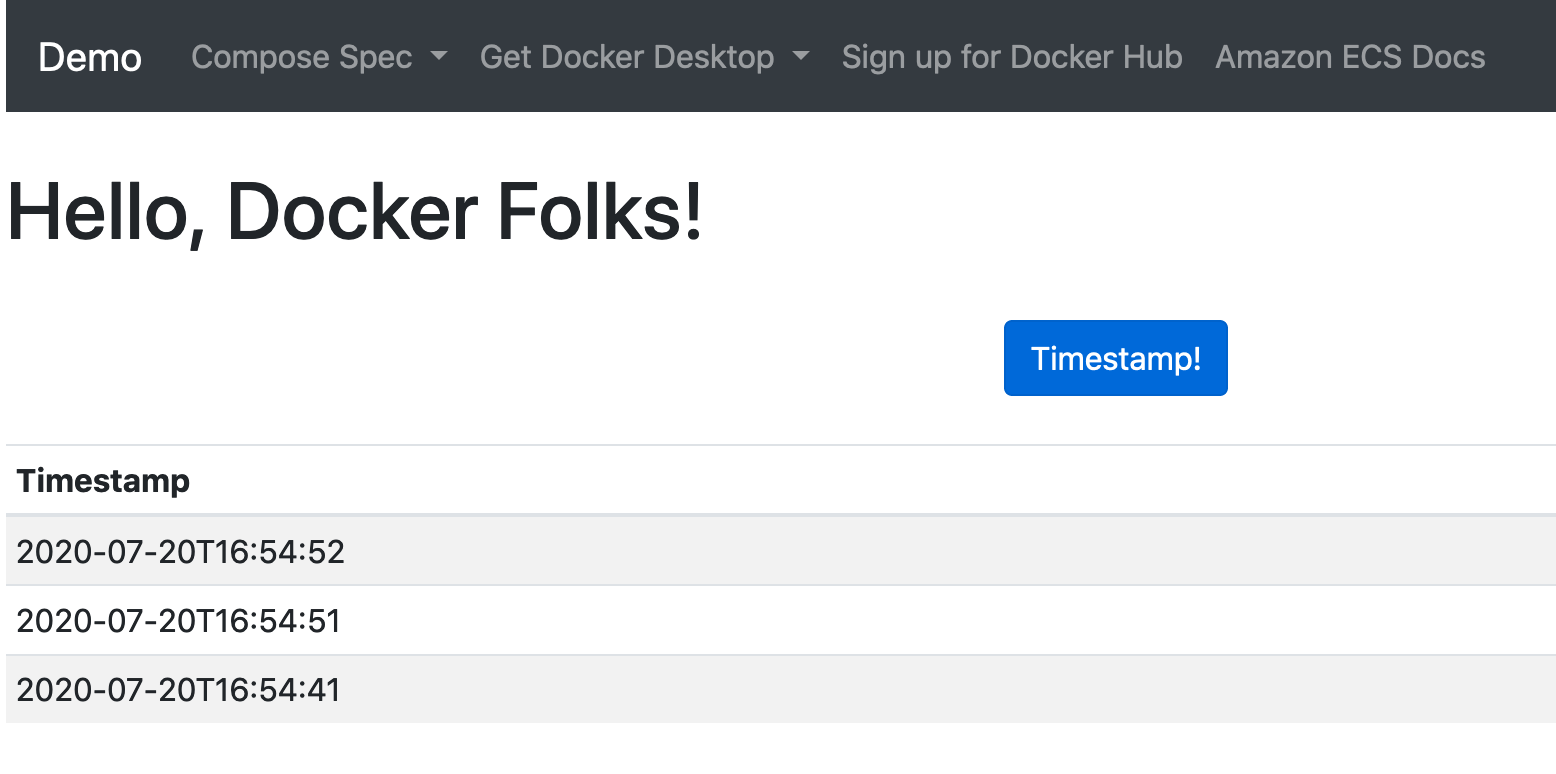 Demo Compose Spec Get Docker Desktop Sign up for Docker Hub Amazon ECS Docs
Hello, Docker Folks!
Timestamp!
Timestamp
2020-07-20T16:54:52
2020-07-20T16:54:51
2020-07-20T16:54:41